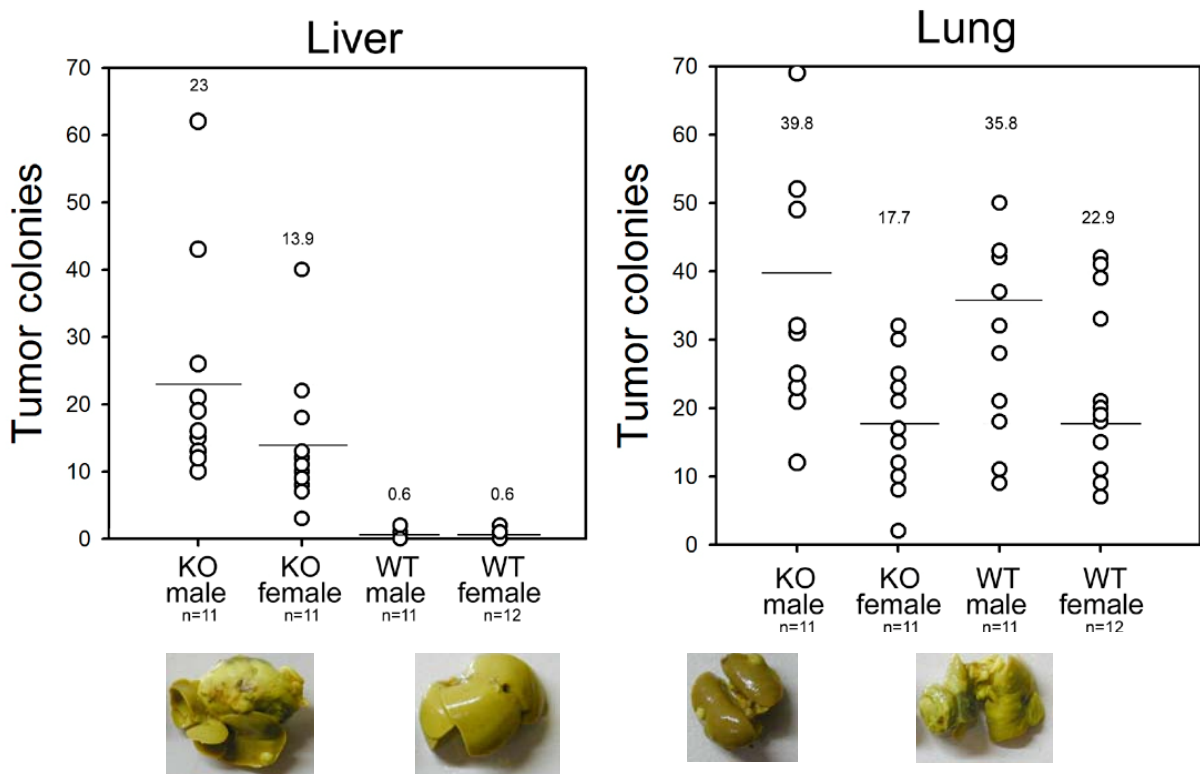 Liver
Tumor colonies
70
60
50
40
30
20
10
0
23
13.9
0.6
0.6
KO
male
n=11
KO
female
n=11
WT
male
n=11
WT
female
n=12
Lung
Tumor colonies
70
60
50
40
30
20
10
0
39.8
17.7
35.8
22.9
KO
male
n=11
KO
female
n=11
WT
male
n=11
WT
female
n=12